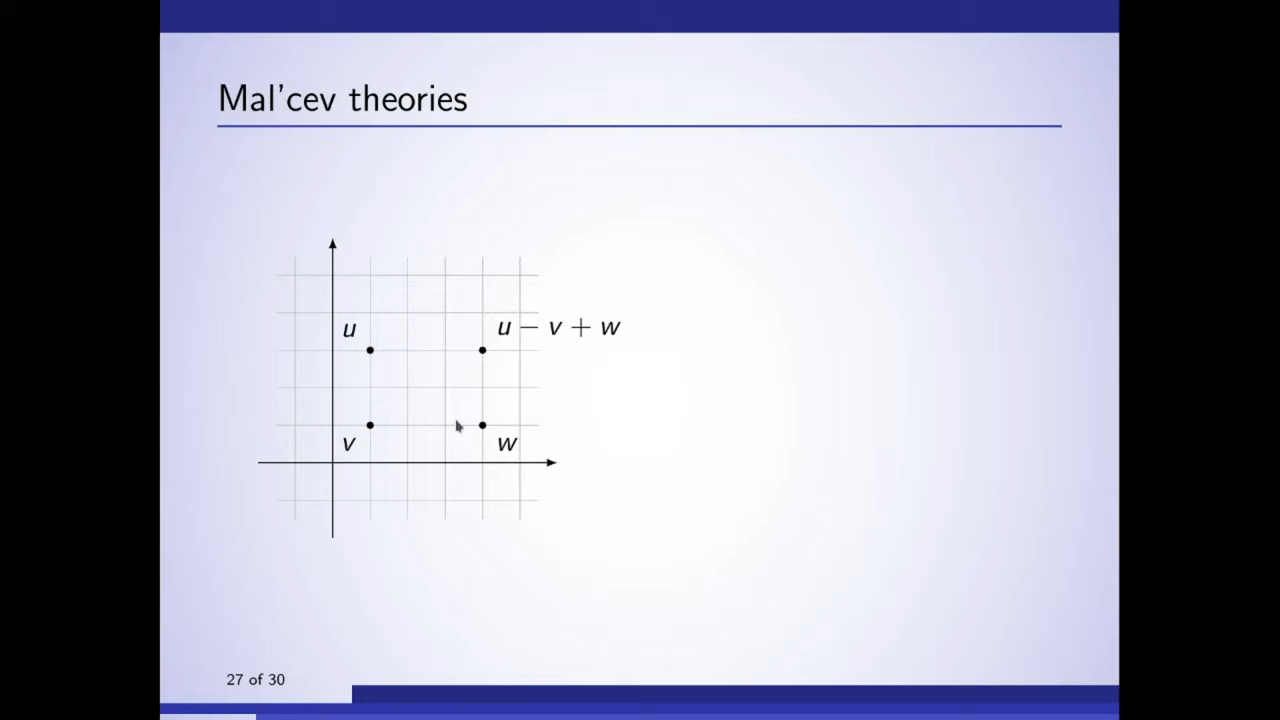 Mal'cev theories
u
u − v + w
v
w
27 of 30